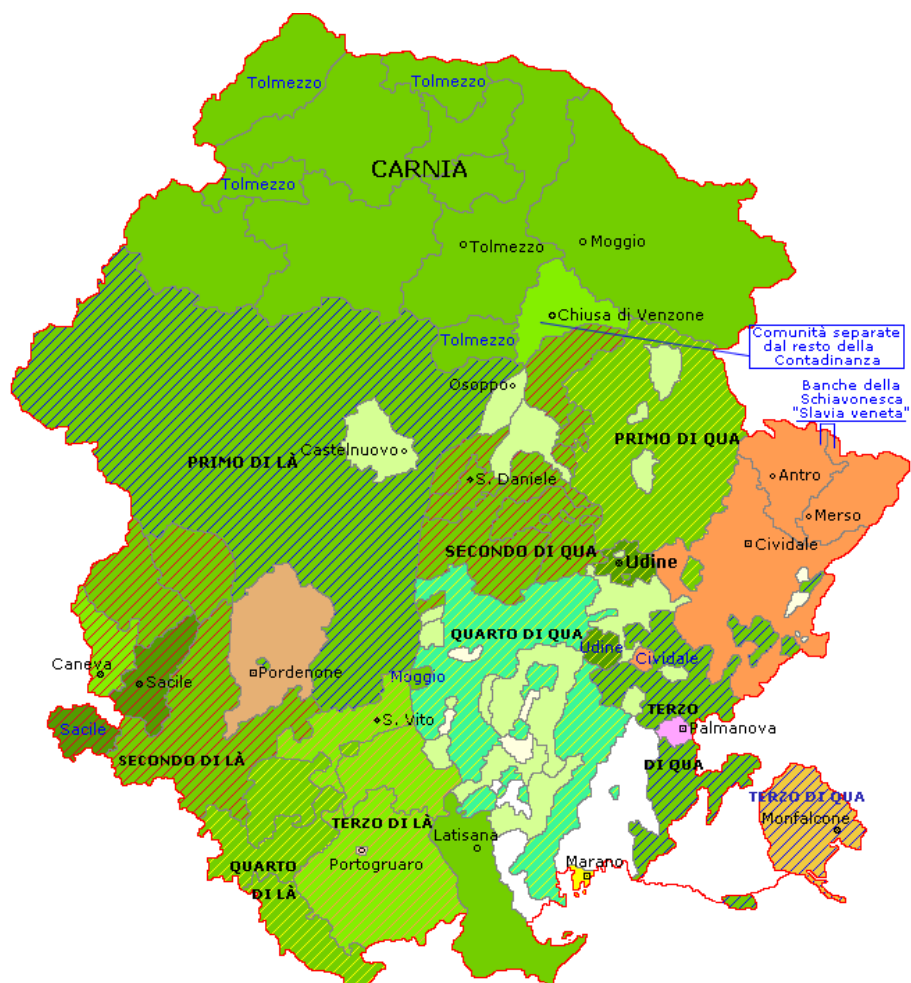 Tolmezzo
Tolmezzo
CARNIA
Tolmezzo
Tolmezzo
Moggio
Chiusa di Venzone
Tolmezzo
Comunità separate
dal resto della
Contadinanza
Osoppo
Banche della
Schiavonesca
"Slavia veneta"
PRIMO DI QUA
Castelnuovo
PRIMO DI LÀ
S. Daniele
Antro
Merso
SECONDO DI QUA
Cividale
Udine
QUARTO DI QUA
Udine
Cividale
Caneva
Sacile
Pordenone
Moggio
TERZO
S. Vito
Sacile
Palmanova
SECONDO DI LÀ
DI QUA
TERZO DI QUA
TERZO DI LÀ
Monfalcone
Latisana
QUARTO
Portogruaro
Marano
DI LÀ